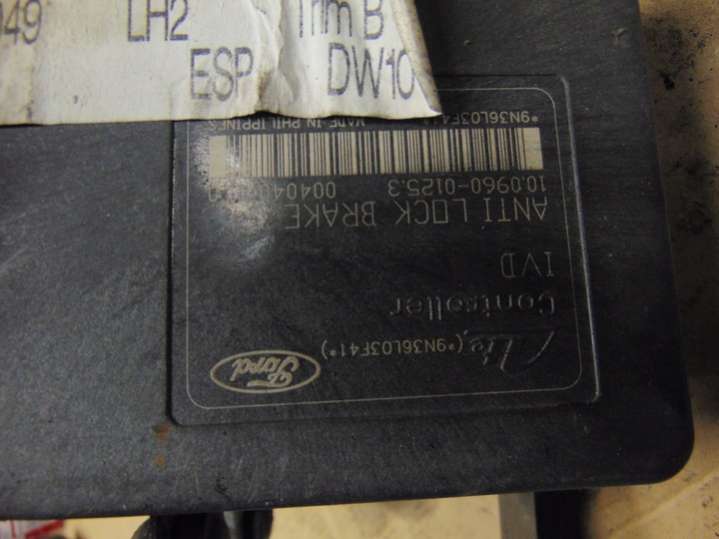 049 LH2 Trim B
ESP DW10
Ford
(*9N36L03F41*)
Controller
IVD
ANTI LOCK BRAKE
10.0960-0125.3
MADE IN PHILIPPINES